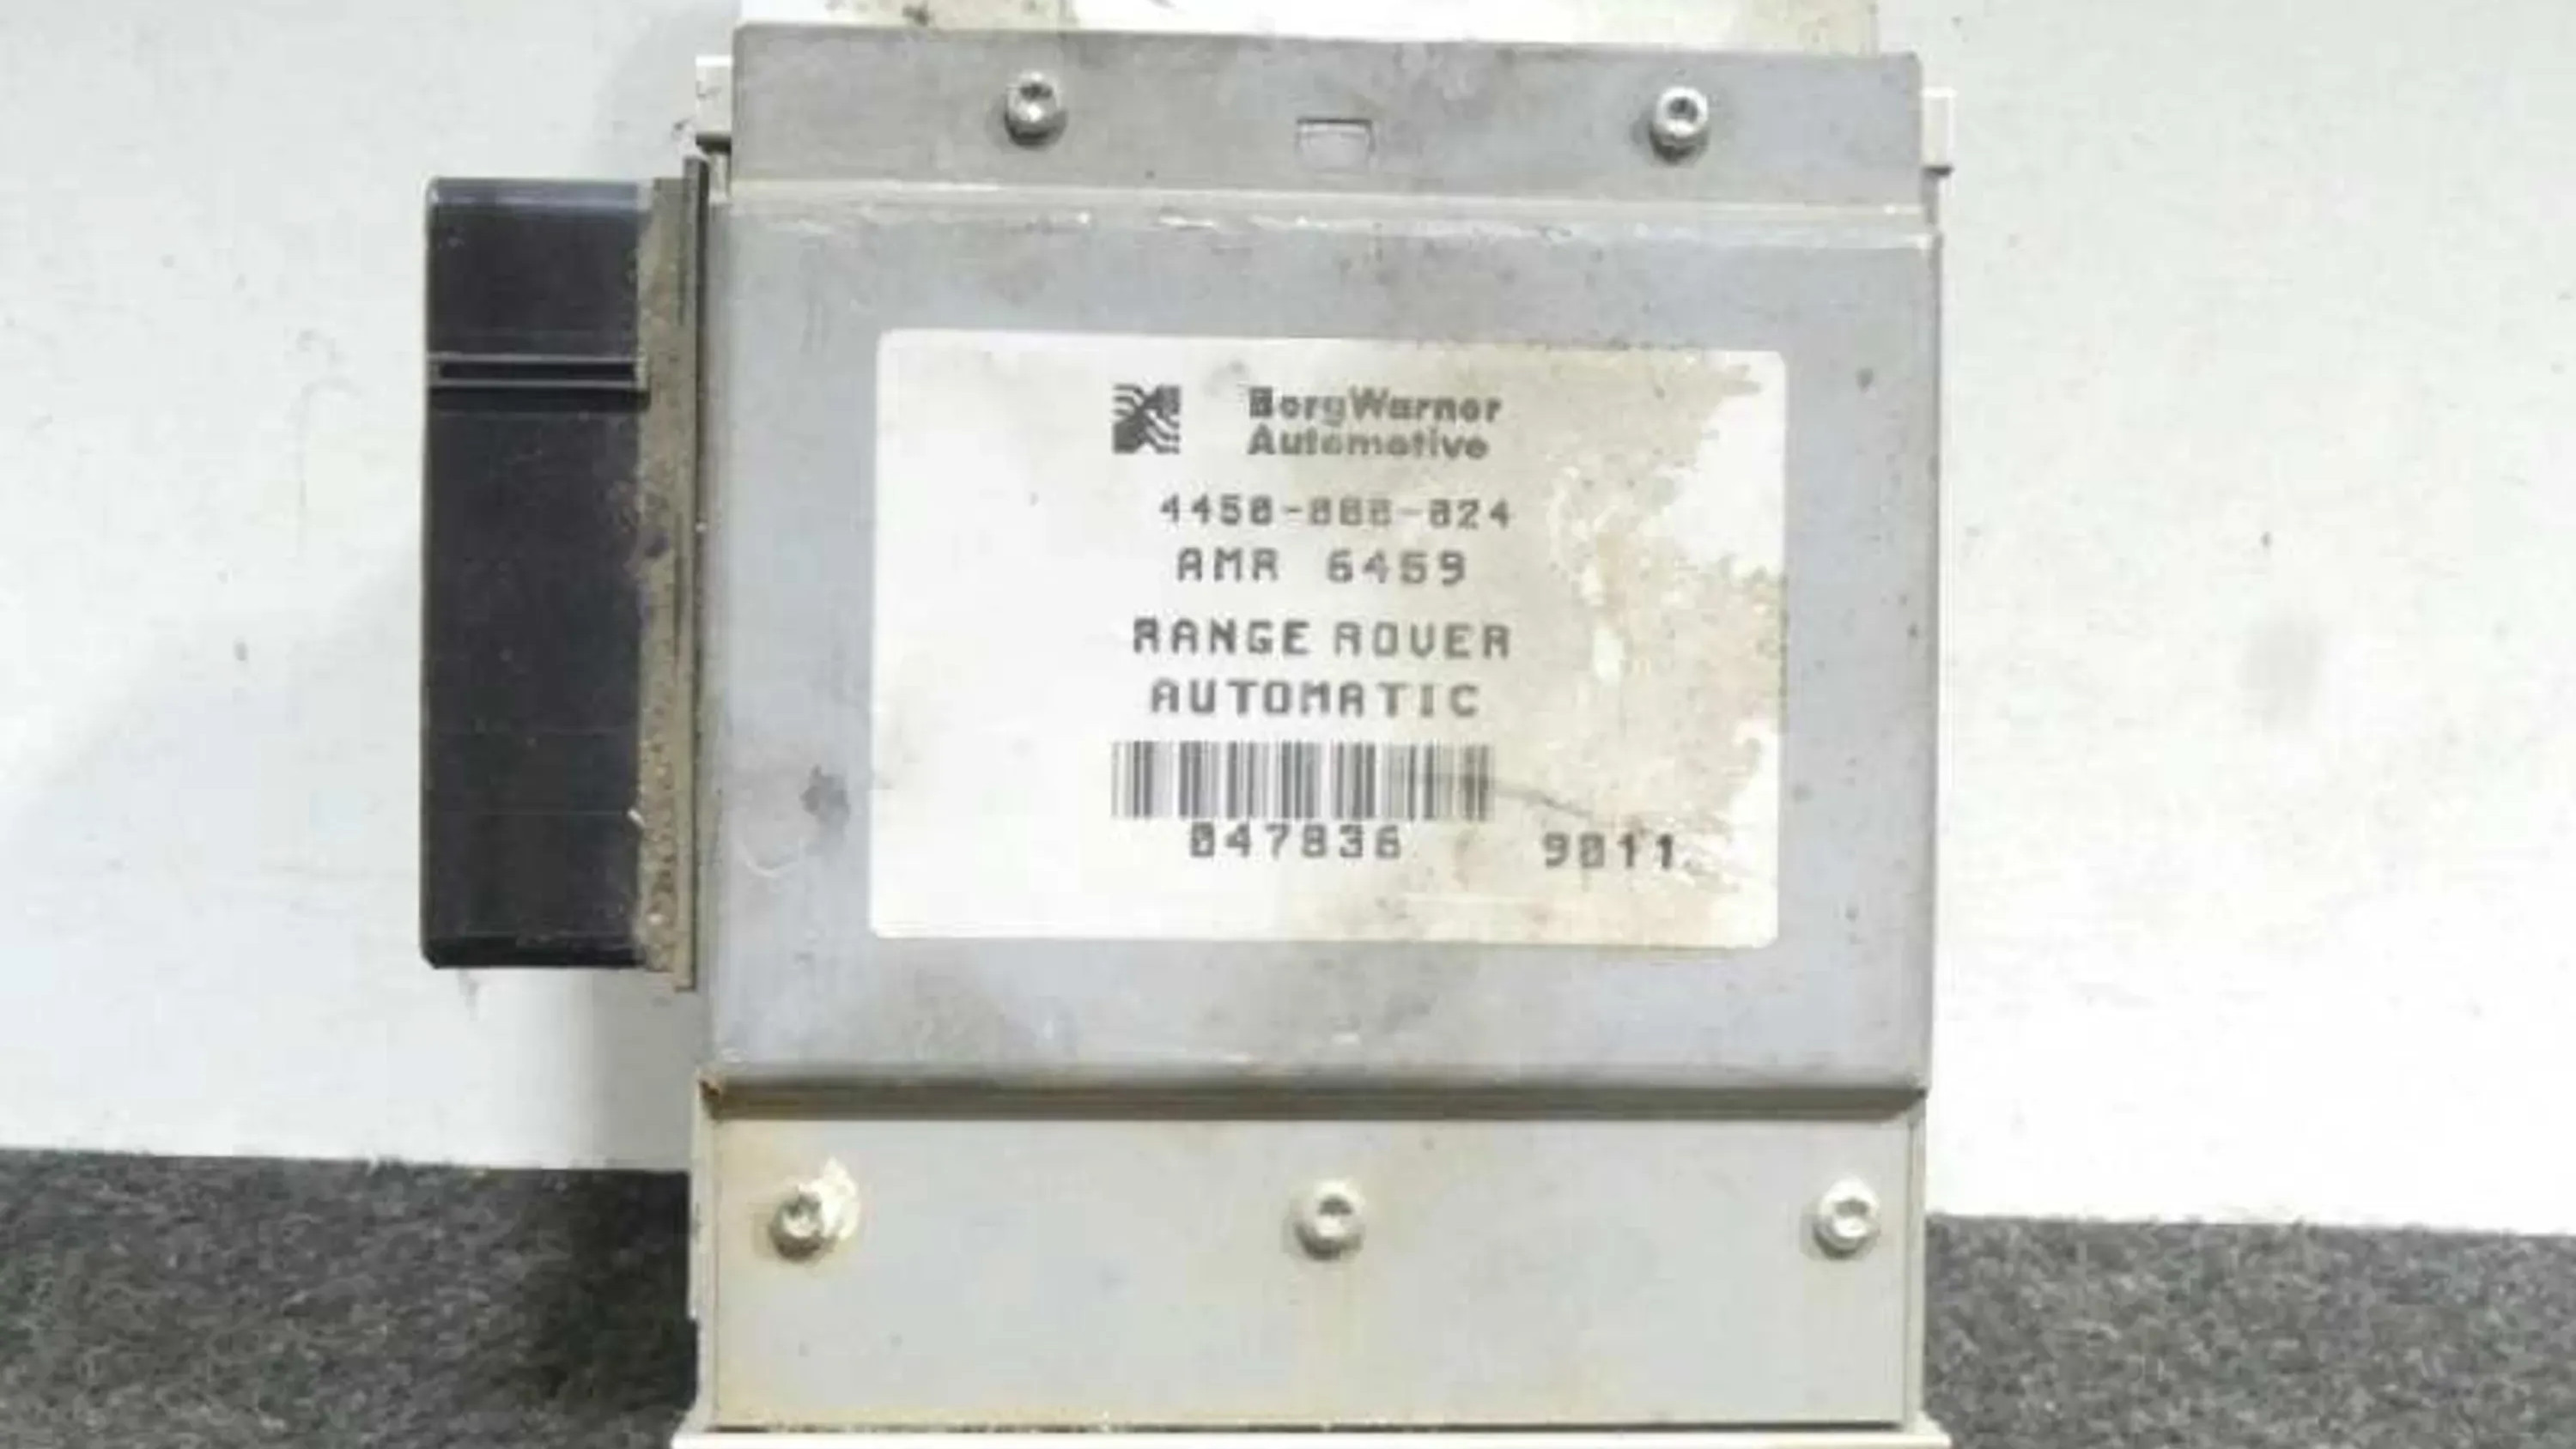 BorgWarner
Automotive
4450-000-024
AMR 6459
RANGE ROVER
AUTOMATIC
047836 9011